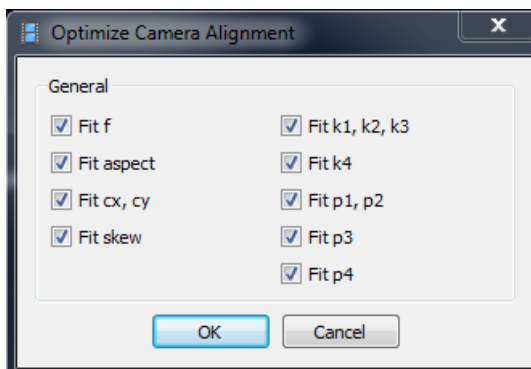 Optimize Camera Alignment
X
General
Fit f
Fit aspect
Fit cx, cy
Fit skew
Fit k1, k2, k3
Fit k4
Fit p1, p2
Fit p3
Fit p4
OK
Cancel